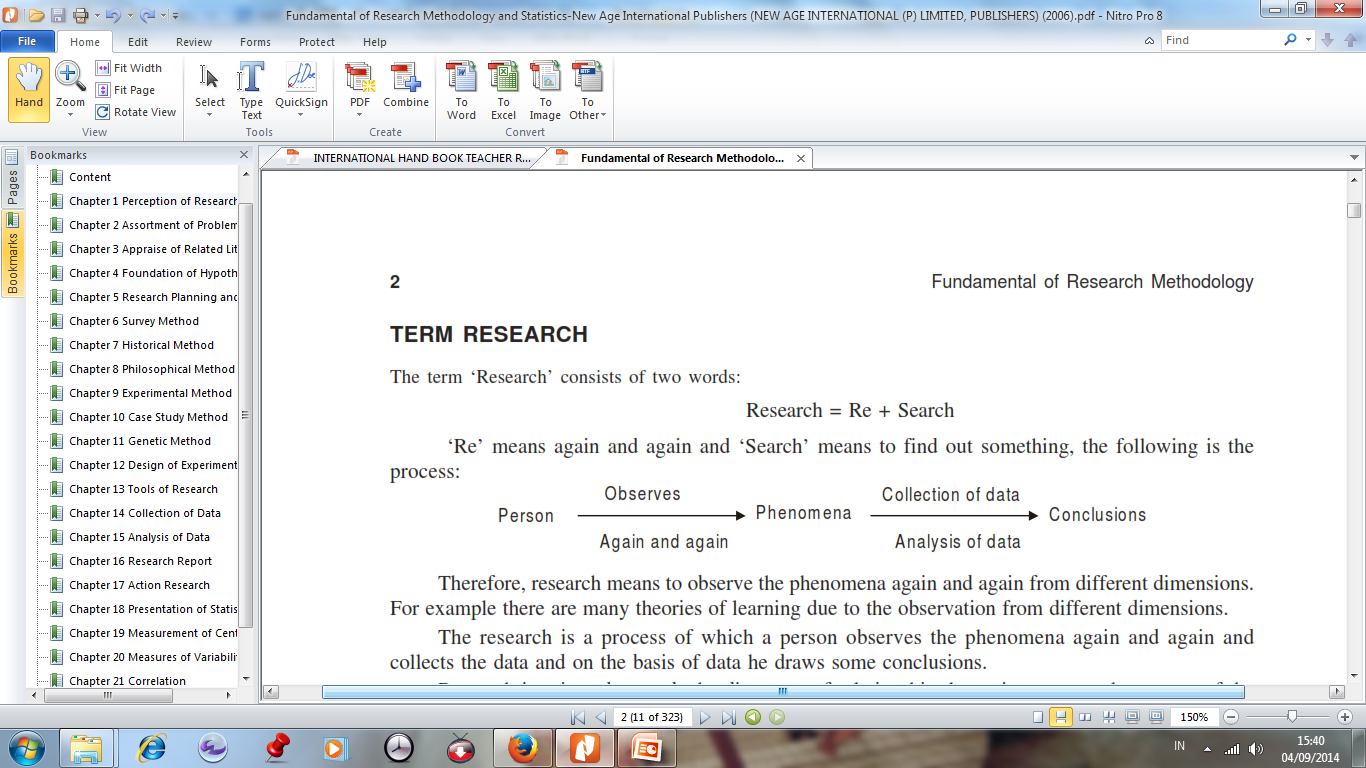 Fundamental of Research Methodology and Statistics-New Age International Publishers (NEW AGE INTERNATIONAL (P) LIMITED, PUBLISHERS) (2006).pdf - Nitro Pro 8
File Home Edit Review Forms Protect Help Find
Hand
Zoom
Fit Width
Fit Page
Rotate View
View
Select
Type
Text
QuickSign
Tools
PDF
Combine
Create
To
Word
To
Excel
To
Image
To
Other
Convert
Pages
Bookmarks
Bookmarks
Content
Chapter 1 Perception of Research
Chapter 2 Assortment of Problem
Chapter 3 Appraise of Related Lit
Chapter 4 Foundation of Hypoth
Chapter 5 Research Planning and
Chapter 6 Survey Method
Chapter 7 Historical Method
Chapter 8 Philosophical Method
Chapter 9 Experimental Method
Chapter 10 Case Study Method
Chapter 11 Genetic Method
Chapter 12 Design of Experiment
Chapter 13 Tools of Research
Chapter 14 Collection of Data
Chapter 15 Analysis of Data
Chapter 16 Research Report
Chapter 17 Action Research
Chapter 18 Presentation of Statis
Chapter 19 Measurement of Cent
Chapter 20 Measures of Variabilit
Chapter 21 Correlation
INTERNATIONAL HAND BOOK TEACHER R...
Fundamental of Research Methodolo...
2 Fundamental of Research Methodology
TERM RESEARCH
The term ‘Research’ consists of two words:
Research = Re + Search
‘Re’ means again and again and ‘Search’ means to find out something, the following is the
process:
Observes Collection of data
Person Phenomena Conclusions
Again and again Analysis of data
Therefore, research means to observe the phenomena again and again from different dimensions.
For example there are many theories of learning due to the observation from different dimensions.
The research is a process of which a person observes the phenomena again and again and
collects the data and on the basis of data he draws some conclusions.
2 (11 of 323)
150%
IN
15:40
04/09/2014